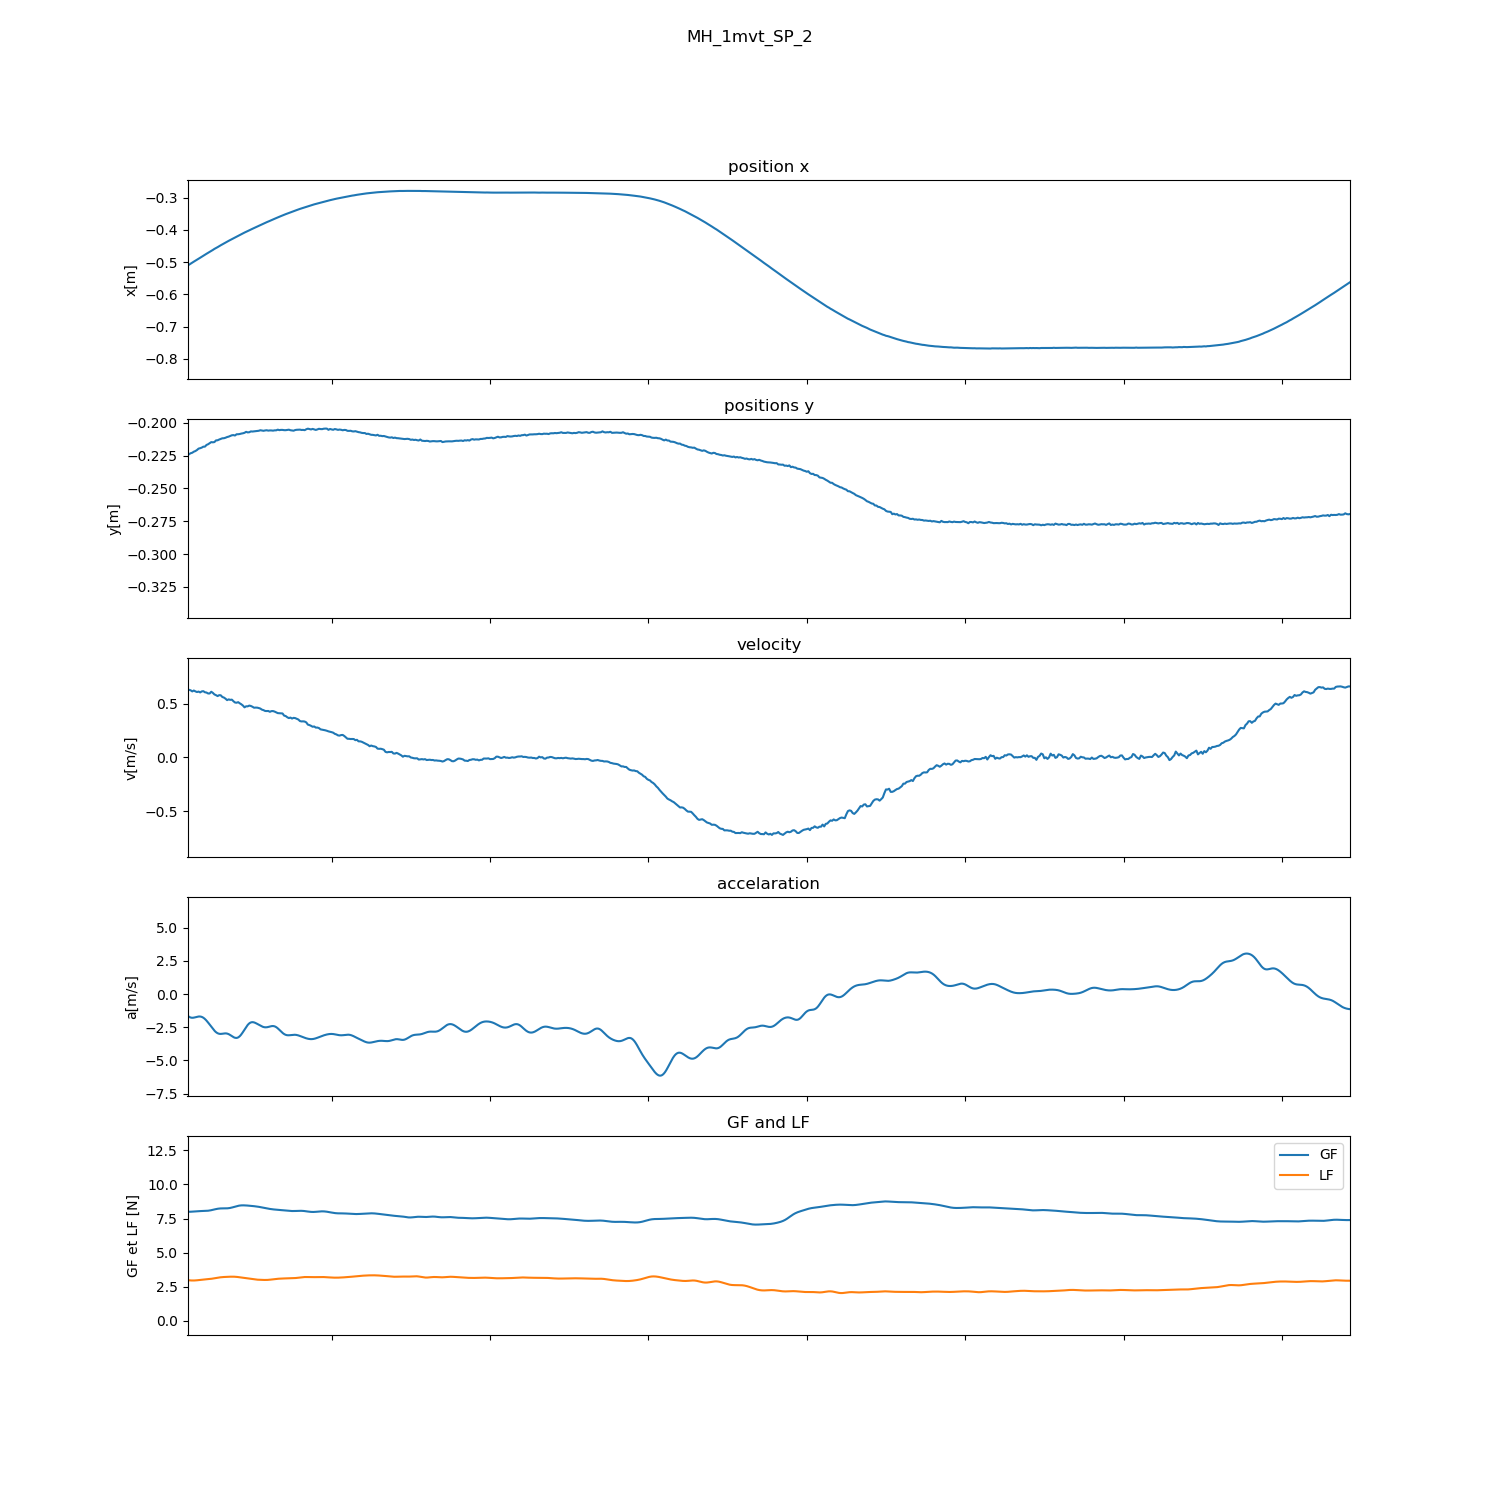 MH_1mvt_SP_2
position x
−0.3
−0.4
−0.5
−0.6
−0.7
−0.8
x[m]
positions y
−0.200
−0.225
−0.250
−0.275
−0.300
−0.325
y[m]
velocity
0.5
0.0
−0.5
v[m/s]
accelaration
5.0
2.5
0.0
−2.5
−5.0
−7.5
a[m/s]
GF and LF
12.5
10.0
7.5
5.0
2.5
0.0
GF et LF [N]
GF
LF